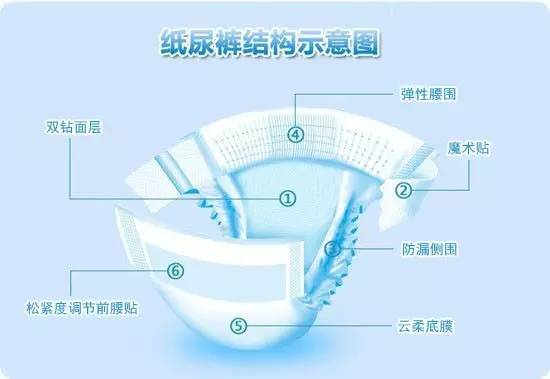 纸尿裤结构示意图
弹性腰围
④
双钻面层
魔术贴
①
②
③
防漏侧围
⑥
松紧度调节前腰贴
⑤
云柔底膜